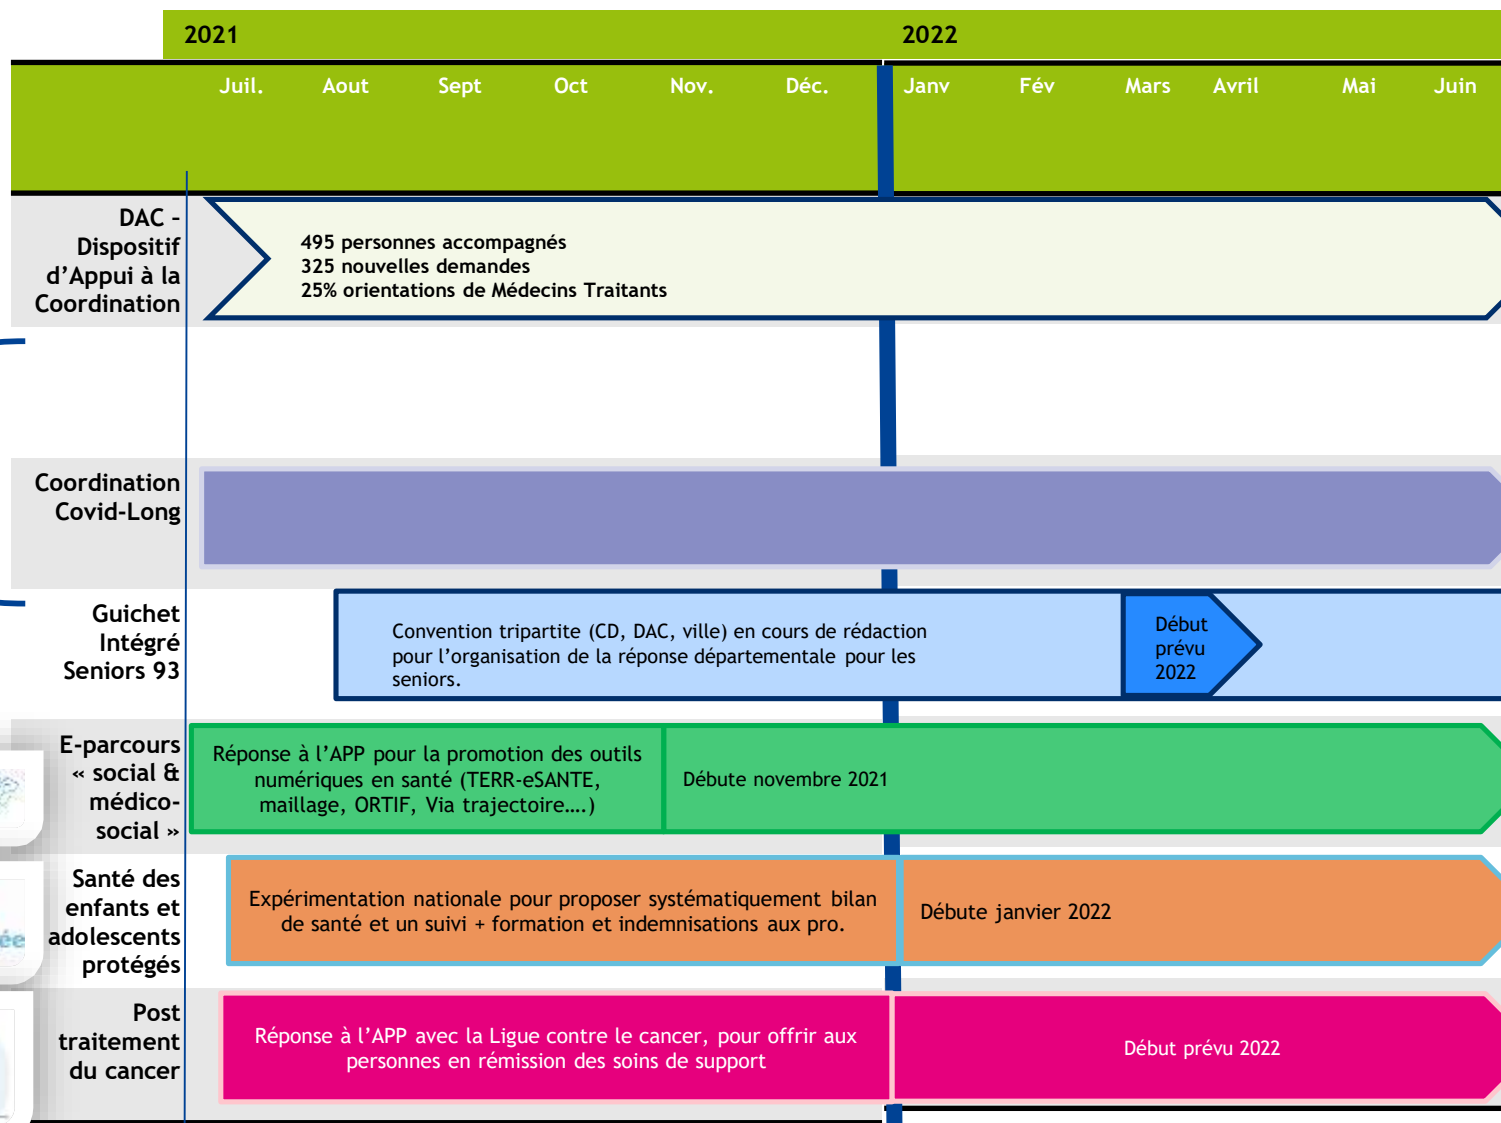 2021
2022
Juil.
Aout
Sept
Oct
Nov.
Déc.
Janv
Fév
Mars
Avril
Mai
Juin
DAC –
Dispositif
d’Appui à la
Coordination
495 personnes accompagnés
325 nouvelles demandes
25% orientations de Médecins Traitants
Coordination
Covid-Long
Guichet
Intégré
Seniors 93
Convention tripartite (CD, DAC, ville) en cours de rédaction
pour l’organisation de la réponse départementale pour les
seniors.
Début
prévu
2022
E-parcours
« social &
médico-
social »
Réponse à l’APP pour la promotion des outils
numériques en santé (TERR-eSANTE,
maillage, ORTIF, Via trajectoire….)
Débute novembre 2021
Santé des
enfants et
adolescents
protégés
Expérimentation nationale pour proposer systématiquement bilan
de santé et un suivi + formation et indemnisations aux pro.
Débute janvier 2022
Post
traitement
du cancer
Réponse à l’APP avec la Ligue contre le cancer, pour offrir aux
personnes en rémission des soins de support
Début prévu 2022